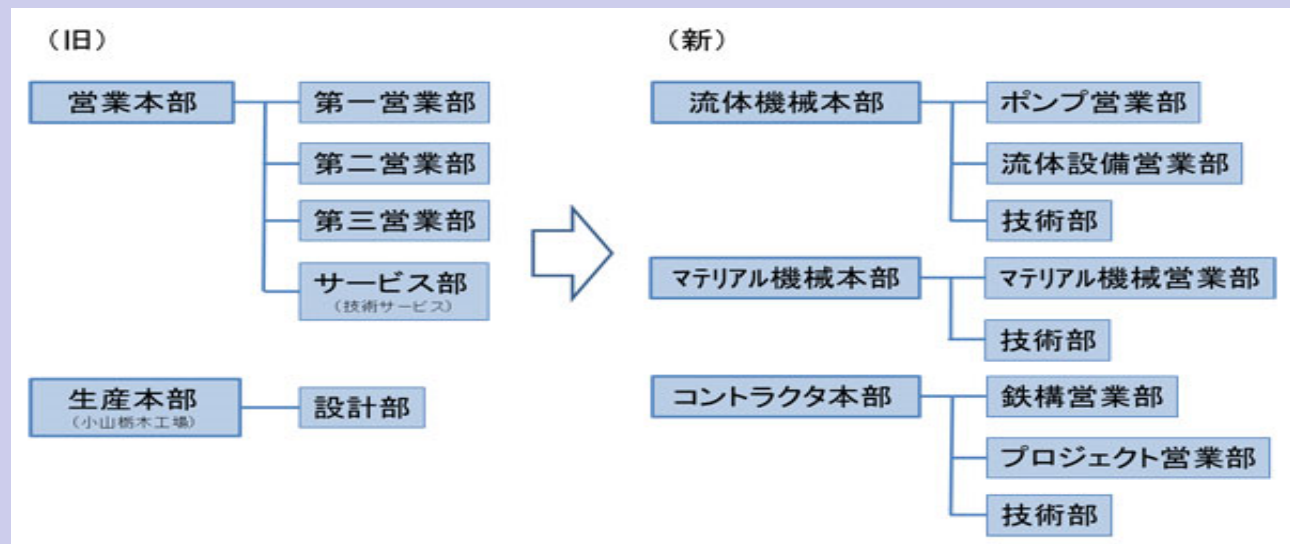 （旧）
営業本部
第一営業部
第二営業部
第三営業部
サービス部
（技術サービス）
生産本部
（小山栃木工場）
設計部
（新）
流体機械本部
ポンプ営業部
流体設備営業部
技術部
マテリアル機械本部
マテリアル機械営業部
技術部
コントラクタ本部
鉄構営業部
プロジェクト営業部
技術部